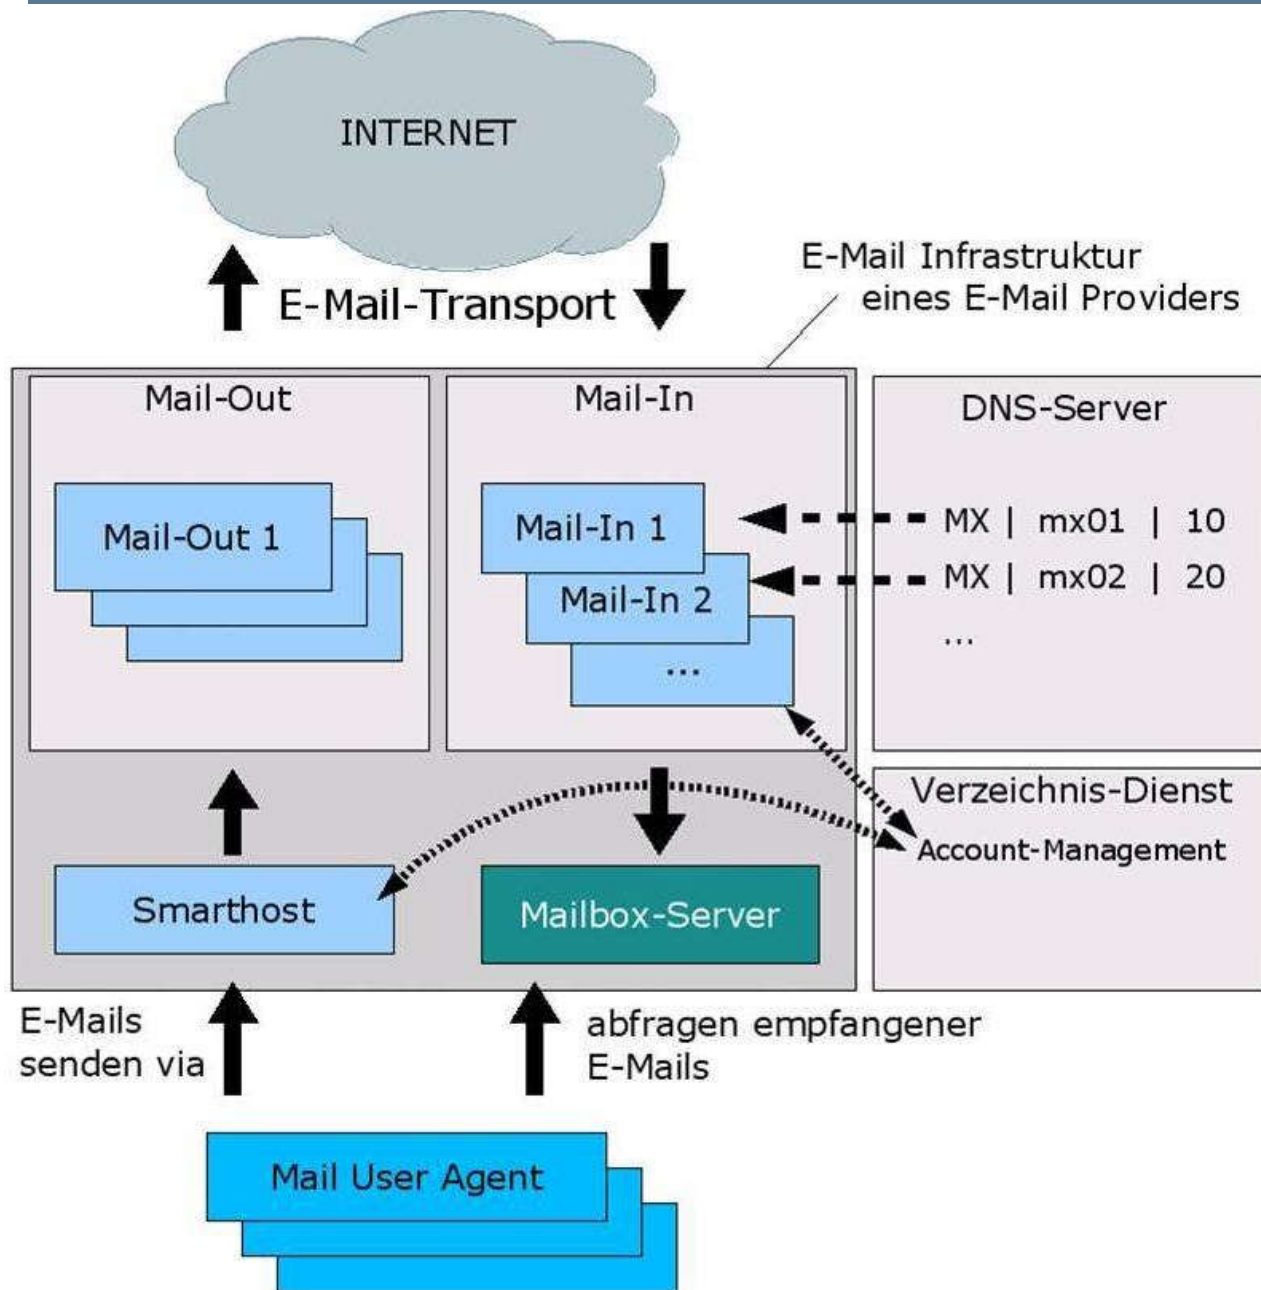 INTERNET
E-Mail-Transport
E-Mail Infrastruktur
eines E-Mail Providers
Mail-Out
Mail-Out 1
Mail-In
Mail-In 1
Mail-In 2
...
DNS-Server
MX | mx01 | 10
MX | mx02 | 20
...
Verzeichnis-Dienst
Account-Management
Smarthost
Mailbox-Server
E-Mails
senden via
abfragen empfangener
E-Mails
Mail User Agent